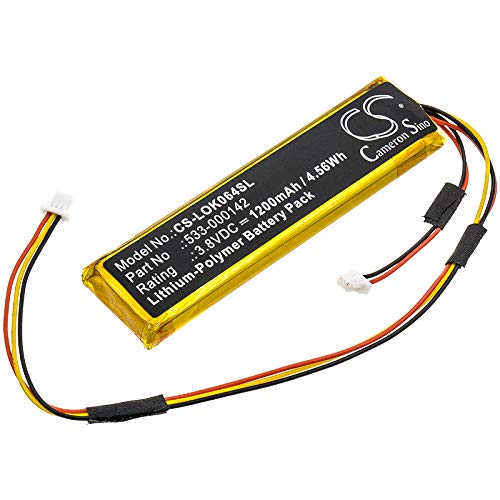 CS
Cameron Sino
Model No.:CS-LOK064SL
Part No :533-000142
Rating :3.8VDC = 1200mAh / 4.56Wh
Lithium-Polymer Battery Pack